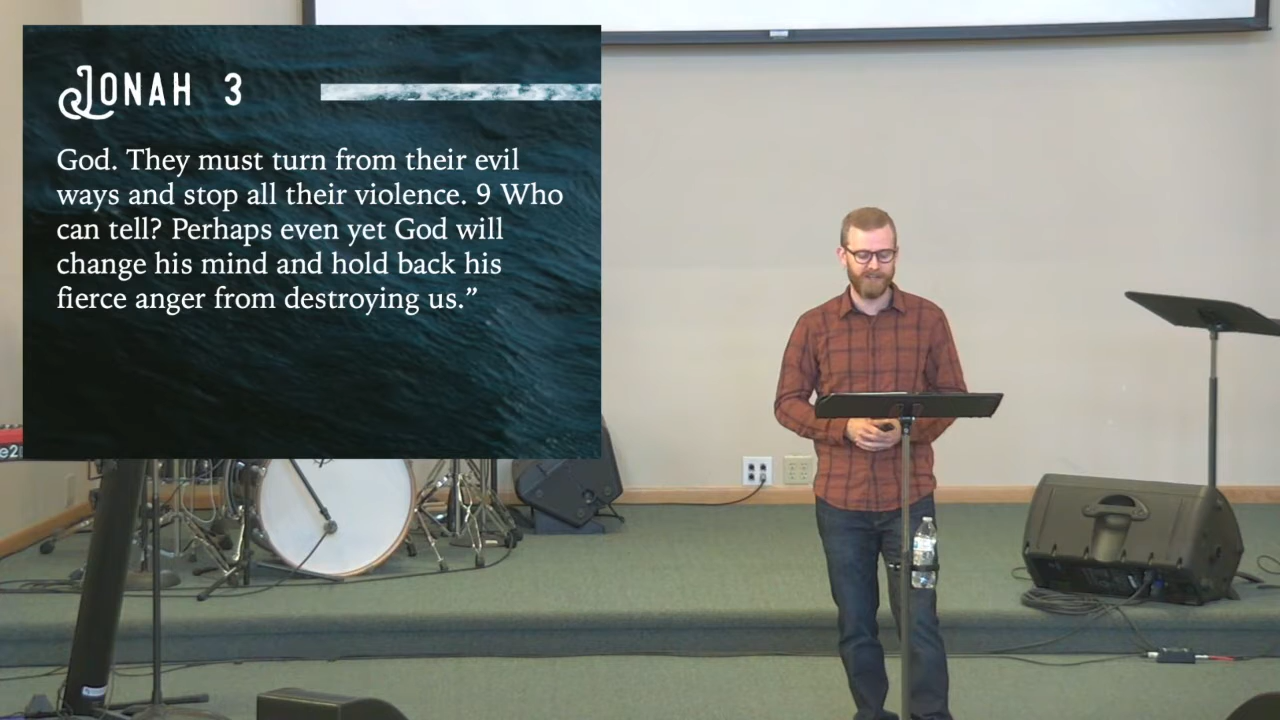 JONAH 3
God. They must turn from their evil
ways and stop all their violence. 9 Who
can tell? Perhaps even yet God will
change his mind and hold back his
fierce anger from destroying us.”
e2